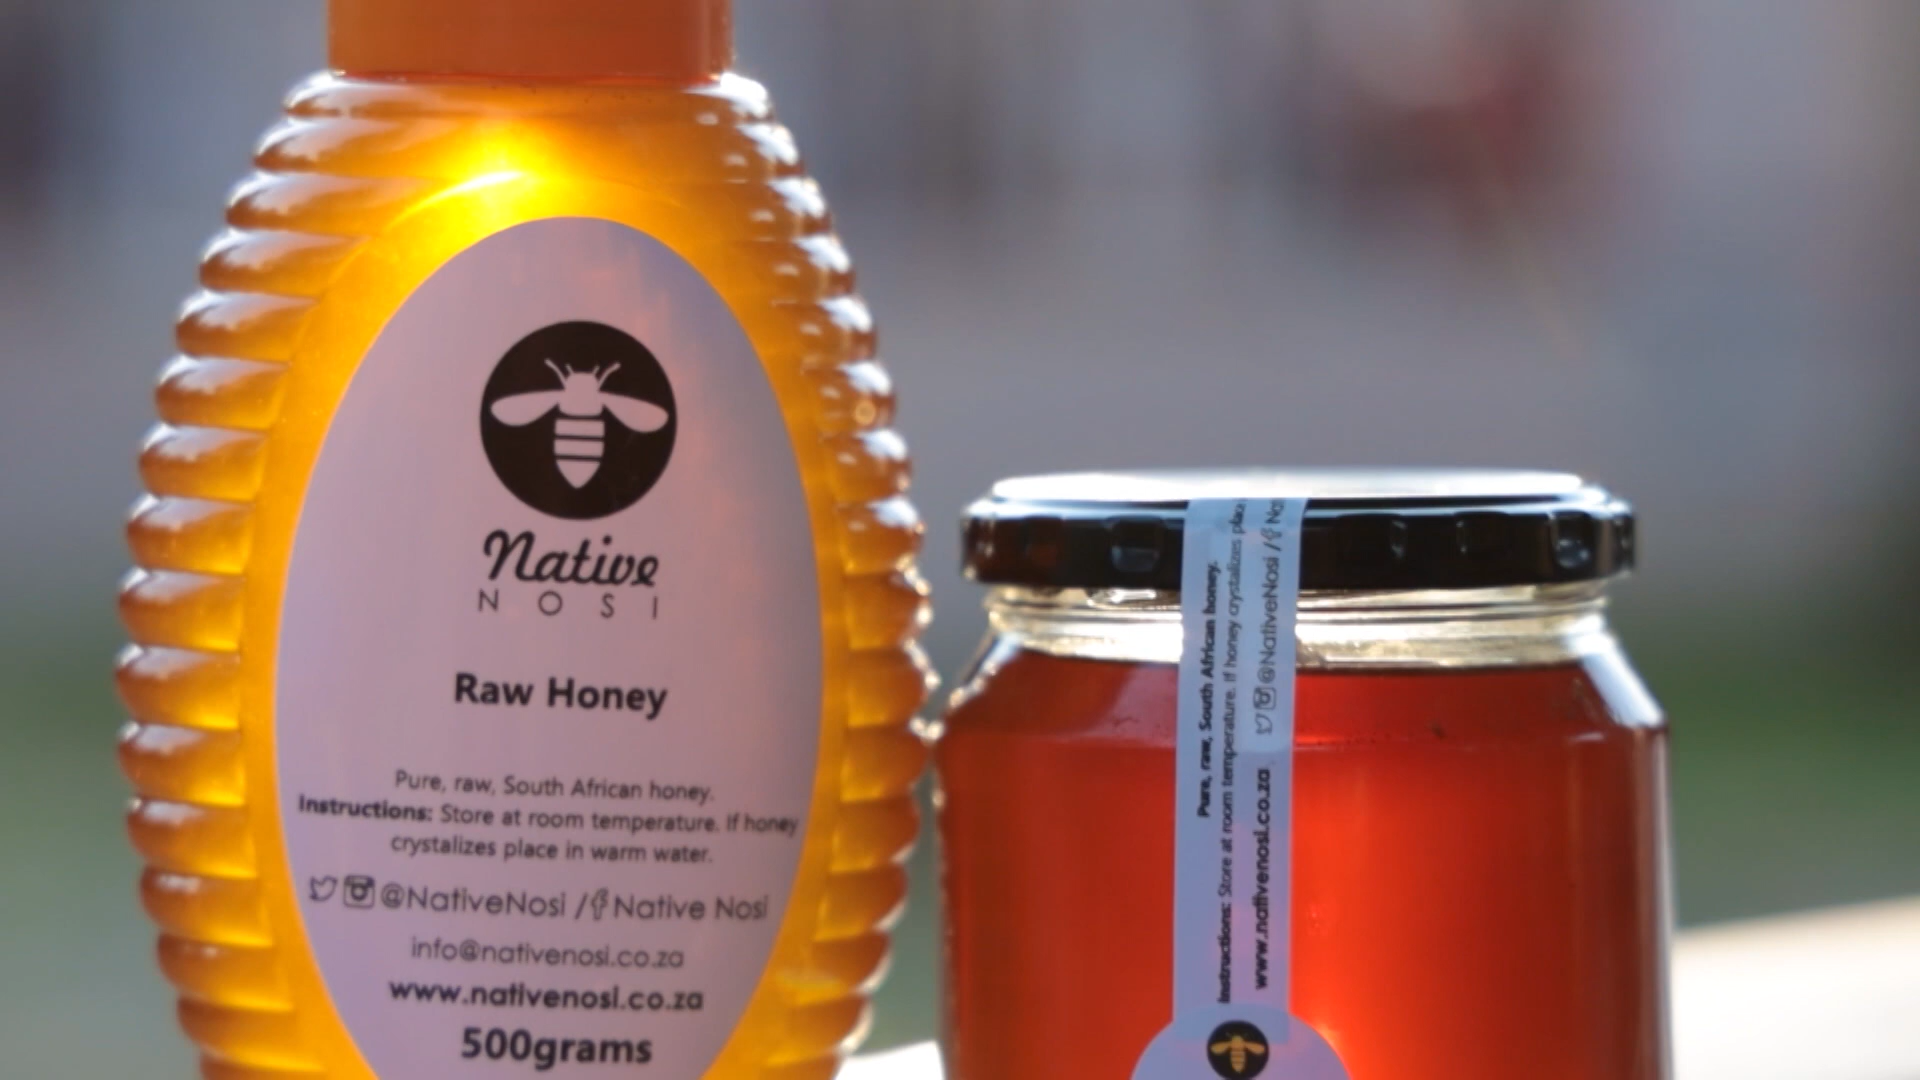 Native
NOSI
Raw Honey
Pure, raw, South African honey.
Instructions: Store at room temperature. If honey
crystalizes place in warm water.
@NativeNosi / Native Nosi
info@nativenosi.co.za
www.nativenosi.co.za
500grams
Pure, raw, South African honey.
Instructions: Store at room temperature. If honey crystalizes place
www.nativenosi.co.za @NativeNosi /